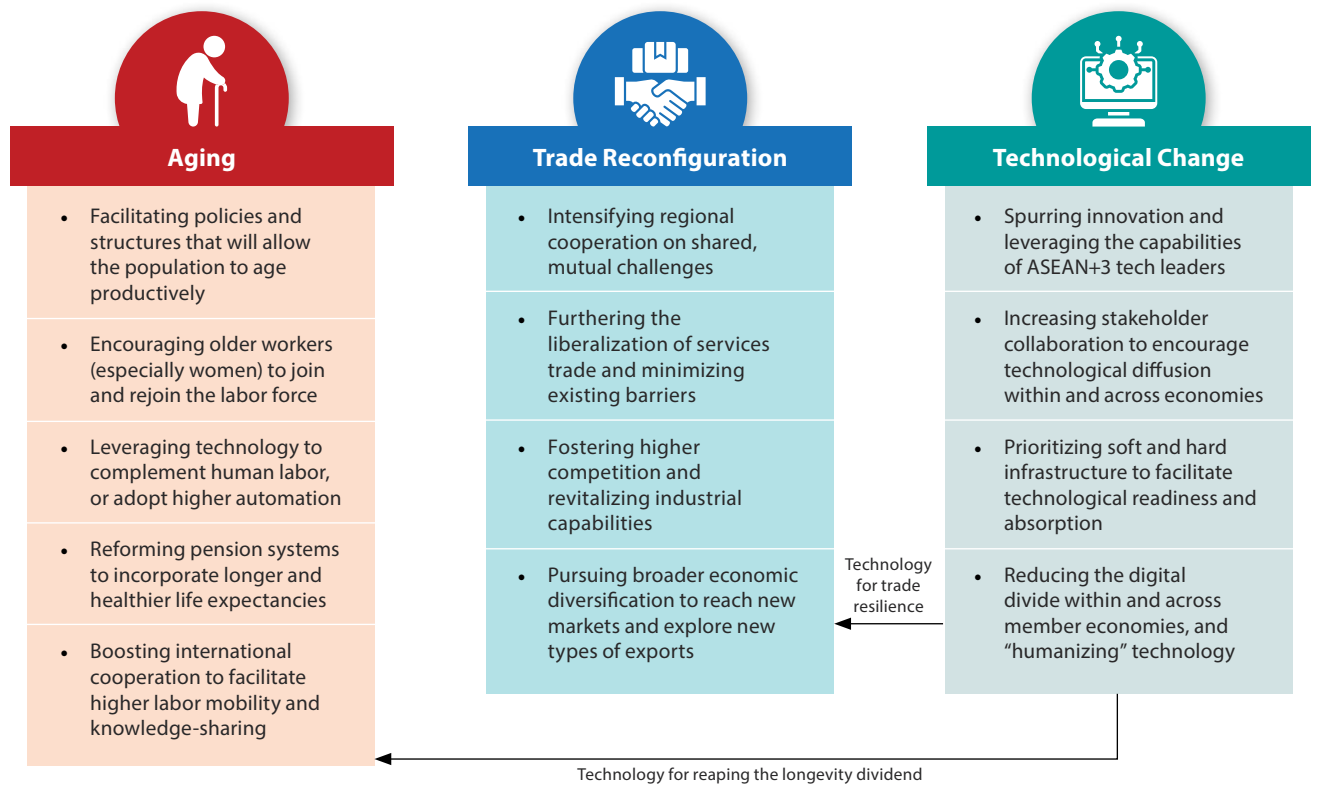 Aging
• Facilitating policies and
structures that will allow
the population to age
productively
• Encouraging older workers
(especially women) to join
and rejoin the labor force
• Leveraging technology to
complement human labor,
or adopt higher automation
• Reforming pension systems
to incorporate longer and
healthier life expectancies
• Boosting international
cooperation to facilitate
higher labor mobility and
knowledge-sharing
Trade Reconfiguration
• Intensifying regional
cooperation on shared,
mutual challenges
• Furthering the
liberalization of services
trade and minimizing
existing barriers
• Fostering higher
competition and
revitalizing industrial
capabilities
• Pursuing broader economic
diversification to reach new
markets and explore new
types of exports
Technology
for trade
resilience
Technological Change
• Spurring innovation and
leveraging the capabilities
of ASEAN+3 tech leaders
• Increasing stakeholder
collaboration to encourage
technological diffusion
within and across economies
• Prioritizing soft and hard
infrastructure to facilitate
technological readiness and
absorption
• Reducing the digital
divide within and across
member economies, and
“humanizing” technology
Technology for reaping the longevity dividend